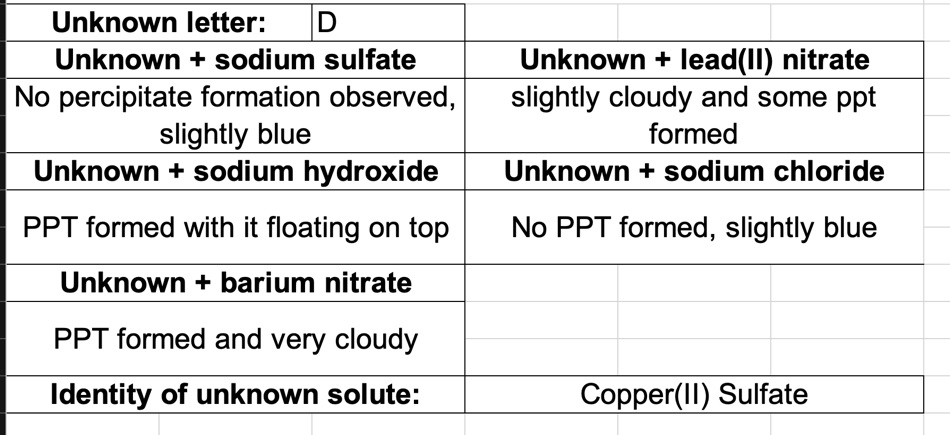 Unknown letter: D
Unknown + sodium sulfate
Unknown + lead(II) nitrate
No percipitate formation observed,
slightly blue
slightly cloudy and some ppt
formed
Unknown + sodium hydroxide
Unknown + sodium chloride
PPT formed with it floating on top
No PPT formed, slightly blue
Unknown + barium nitrate
PPT formed and very cloudy
Identity of unknown solute:
Copper(II) Sulfate